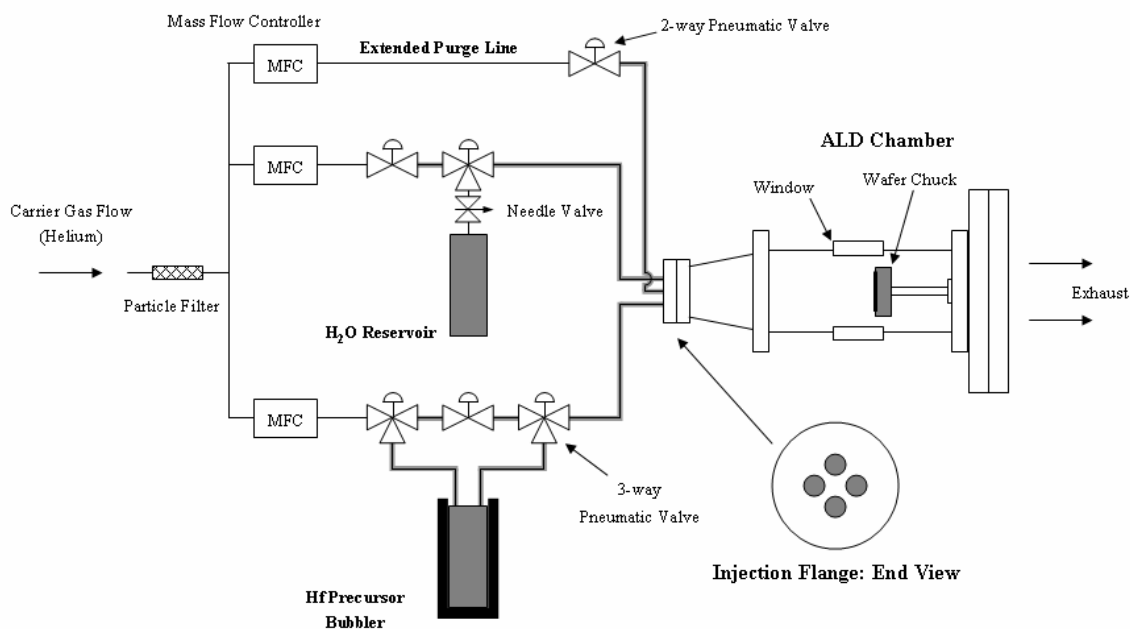 Mass Flow Controller
2-way Pneumatic Valve
Extended Purge Line
MFC
MFC
ALD Chamber
Window
Wafer Chuck
Carrier Gas Flow
(Helium)
Needle Valve
Particle Filter
Exhaust
H₂O Reservoir
MFC
3-way
Pneumatic Valve
Injection Flange: End View
Hf Precursor
Bubbler